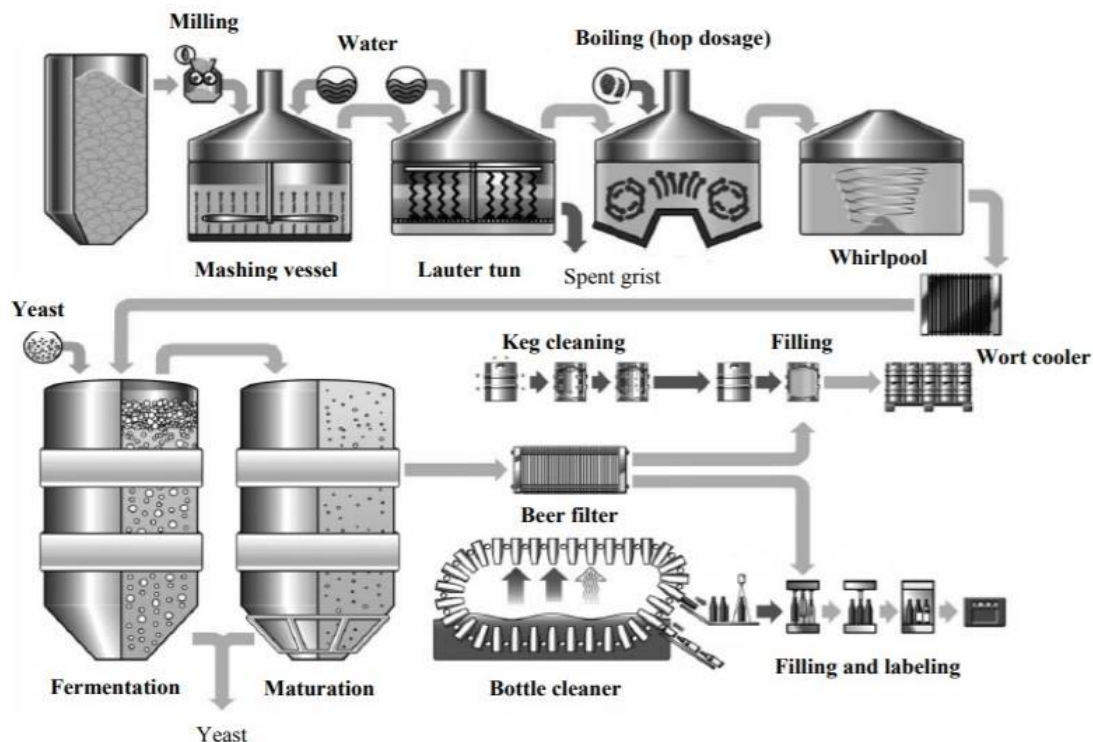 Milling
Water
Boiling (hop dosage)
Mashing vessel
Lauter tun
Whirlpool
Spent grist
Yeast
Keg cleaning
Filling
Wort cooler
Beer filter
Fermentation
Maturation
Bottle cleaner
Filling and labeling
Yeast